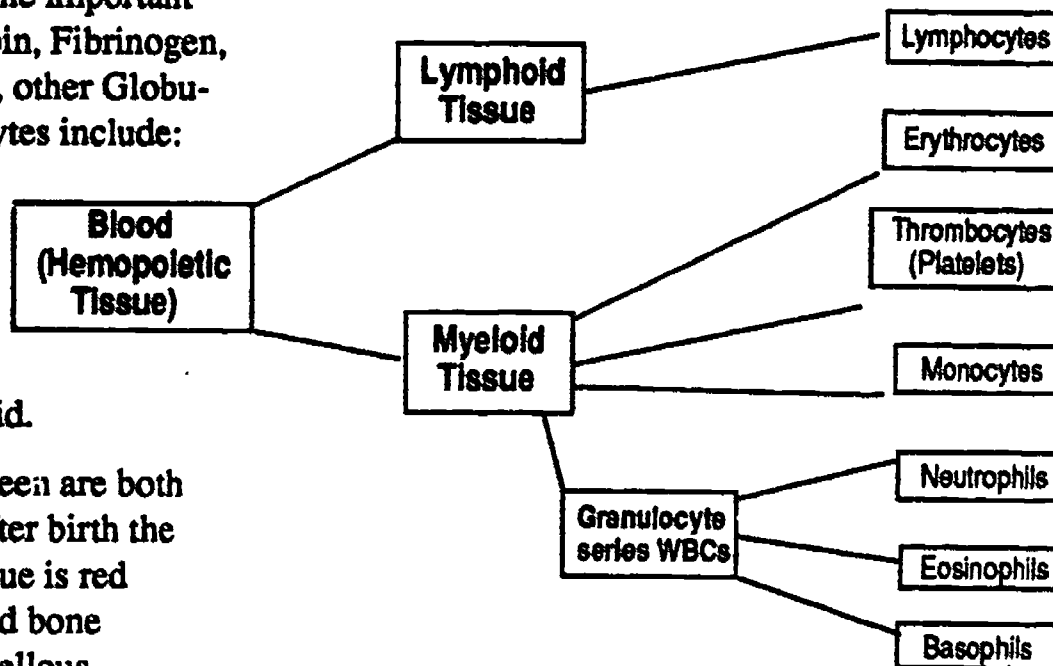 the important
in, Fibrinogen,
, other Globu-
ytes include:
id.
een are both
ter birth the
ue is red
d bone
allous
Blood
(Hemopoietic
Tissue)
Lymphoid
Tissue
Myeloid
Tissue
Granulocyte
series WBCs
Lymphocytes
Erythrocytes
Thrombocytes
(Platelets)
Monocytes
Neutrophils
Eosinophils
Basophils